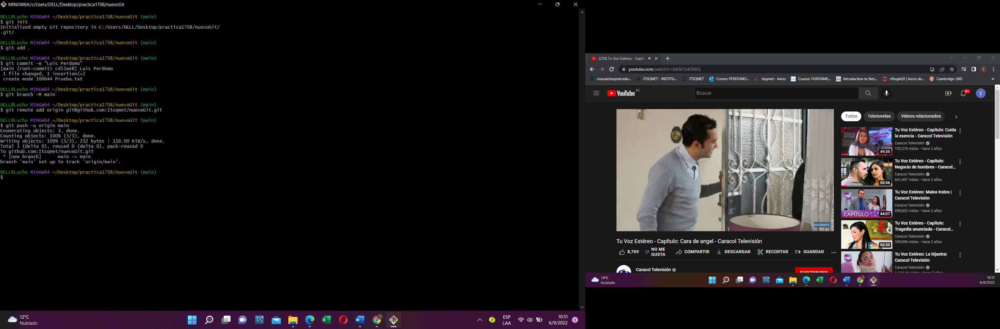 MINGW64:/c/Users/DELL/Desktop/practica1708/nuevoGit
DELL@Lucho MINGW64 ~/Desktop/practica1708/nuevoGit (main)
$ git init
Initialized empty Git repository in C:/Users/DELL/Desktop/practica1708/nuevoGit/
.git/
DELL@Lucho MINGW64 ~/Desktop/practica1708/nuevoGit (main)
$ git add .
DELL@Lucho MINGW64 ~/Desktop/practica1708/nuevoGit (main)
$ git commit -m "Luis Perdomo"
[main (root-commit) cd53ae8] Luis Perdomo
1 file changed, 1 insertion(+)
create mode 100644 Prueba.txt
DELL@Lucho MINGW64 ~/Desktop/practica1708/nuevoGit (main)
$ git branch -M main
DELL@Lucho MINGW64 ~/Desktop/practica1708/nuevoGit (main)
$ git remote add origin git@github.com:Itsqmet/nuevoGit.git
DELL@Lucho MINGW64 ~/Desktop/practica1708/nuevoGit (main)
$ git push -u origin main
Enumerating objects: 3, done.
Counting objects: 100% (3/3), done.
Writing objects: 100% (3/3), 232 bytes | 116.00 KiB/s, done.
Total 3 (delta 0), reused 0 (delta 0), pack-reused 0
To github.com:Itsqmet/nuevoGit.git
* [new branch]      main -> main
branch 'main' set up to track 'origin/main'.
DELL@Lucho MINGW64 ~/Desktop/practica1708/nuevoGit (main)
$
12°C
Nublado
ESP
LAA
10:51
6/9/2022
1
(220) Tu Voz Estéreo - Capítu
youtube.com/watch?v=643b7zdOKKQ
sisacad.itsqmet.edu...
ITSQMET - INSTITU...
ITSQMET
Correo: PERDOMO...
itsqmet - Inicio
Course: FUNDAME...
Introduction to Net...
::PeopleSI | Inicio de...
Cambridge LMS
»
YouTube EC
Buscar
9+
I
SUSCRÍBETE
Tu Voz Estéreo - Capítulo: Cara de angel - Caracol Televisión
8,769
NO ME
GUSTA
COMPARTIR
DESCARGAR
RECORTAR
GUARDAR
Caracol Televisión
SUSCRIBIRSE
Todos
Telenovelas
Videos relacionados
49:35
Tu Voz Estéreo - Capítulo: Cuida
la esencia - Caracol Televisión
Caracol Televisión
192,278 vistas • hace 2 años
55:56
Tu Voz Estéreo - Capítulo:
Negocio de hombres - Caracol...
Caracol Televisión
661,407 vistas • hace 2 años
VOZ
CAPÍTULO
44:07
Tu Voz Estéreo: Malos tratos |
Caracol Televisión
Caracol Televisión
898,802 vistas • hace 3 años
55:30
Tu Voz Estéreo - Capítulo:
Tragedia anunciada - Caracol...
Caracol Televisión
599,896 vistas • hace 2 años
VOZ
Tu Voz Estéreo: La hijastra|
Caracol Televisión
Caracol Televisión
12°C
Nublado
10:51
6/9/2022